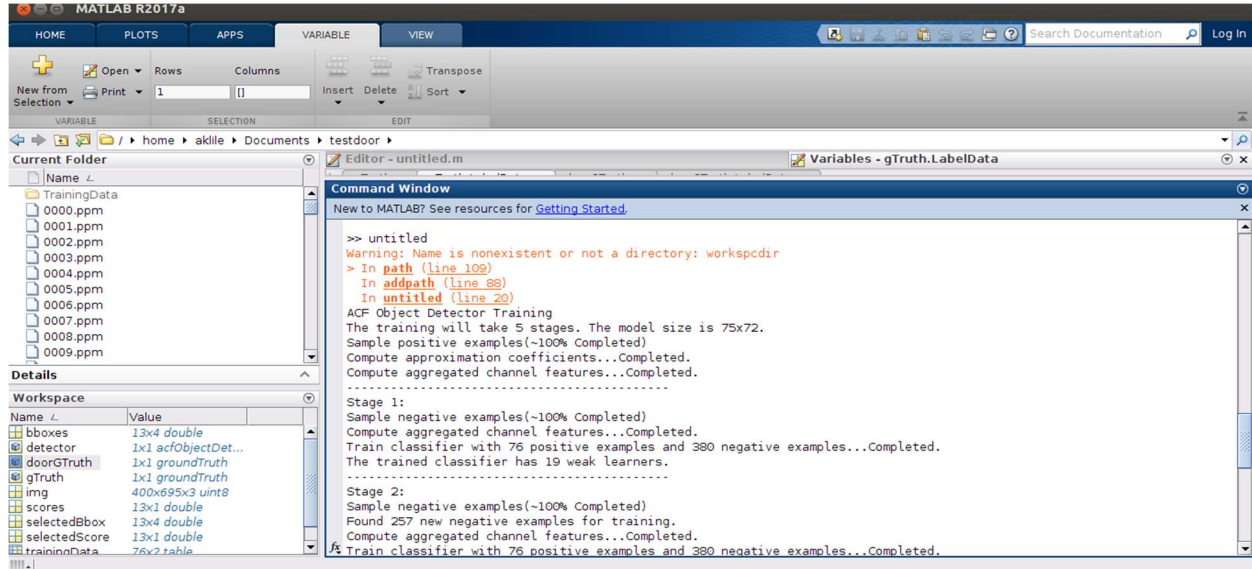 MATLAB R2017a
HOME PLOTS APPS VARIABLE VIEW
Search Documentation Log In
New from Selection
Open
Print
Rows Columns
1 []
Insert Delete
Transpose
Sort
VARIABLE SELECTION EDIT
/ home aklile Documents testdoor
Current Folder
Name
TrainingData
0000.ppm
0001.ppm
0002.ppm
0003.ppm
0004.ppm
0005.ppm
0006.ppm
0007.ppm
0008.ppm
0009.ppm
Details
Workspace
Name Value
bboxes 13x4 double
detector 1x1 acfObjectDet...
doorGTruth 1x1 groundTruth
gTruth 1x1 groundTruth
img 400x695x3 uint8
scores 13x1 double
selectedBbox 13x4 double
selectedScore 13x1 double
trainingData 76x2 table
Editor - untitled.m
Variables - gTruth.LabelData
Command Window
New to MATLAB? See resources for Getting Started.
>> untitled
Warning: Name is nonexistent or not a directory: workspcdir
> In path (line 109)
In addpath (line 88)
In untitled (line 20)
ACF Object Detector Training
The training will take 5 stages. The model size is 75x72.
Sample positive examples(~100% Completed)
Compute approximation coefficients...Completed.
Compute aggregated channel features...Completed.
--------------------------------------------
Stage 1:
Sample negative examples(~100% Completed)
Compute aggregated channel features...Completed.
Train classifier with 76 positive examples and 380 negative examples...Completed.
The trained classifier has 19 weak learners.
--------------------------------------------
Stage 2:
Sample negative examples(~100% Completed)
Found 257 new negative examples for training.
Compute aggregated channel features...Completed.
fx Train classifier with 76 positive examples and 380 negative examples...Completed.